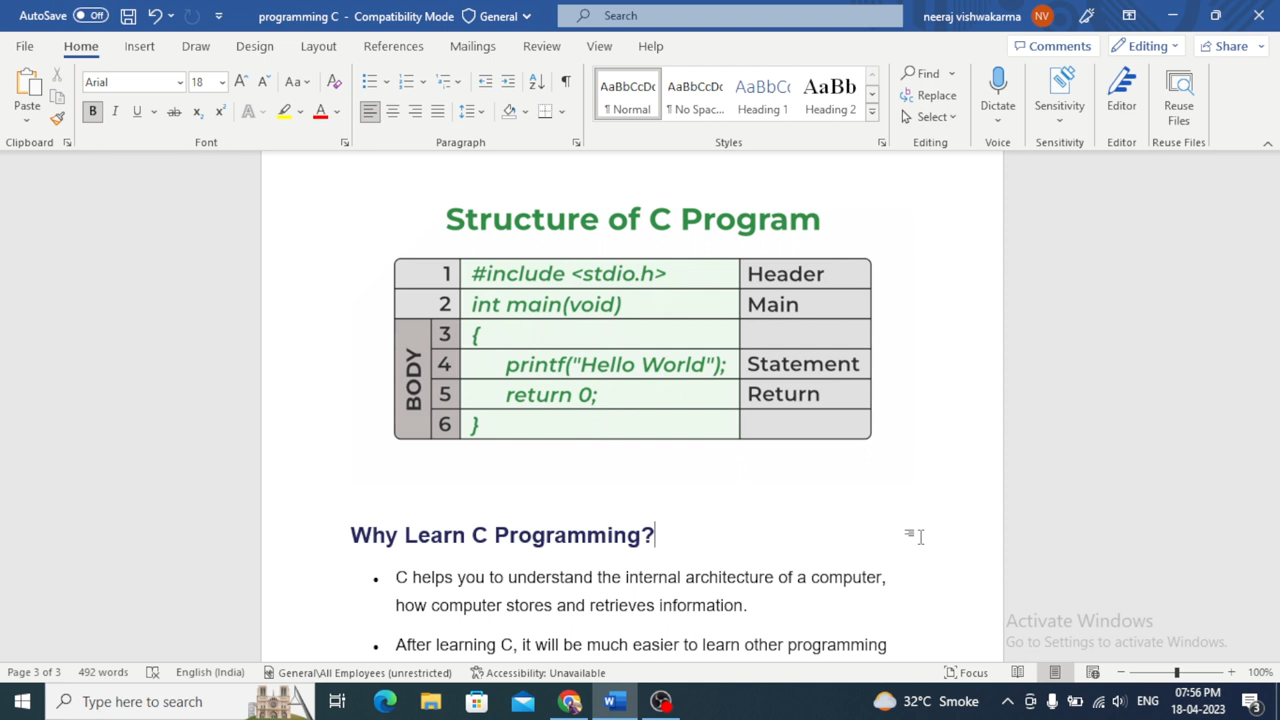 AutoSave Off programming C - Compatibility Mode General Search neeraj vishwakarma NV
File Home Insert Draw Design Layout References Mailings Review View Help Comments Editing Share
Paste Arial 18 A A Aa A AaBbCcDc AaBbCcDc AaBbCc AaBb Find Dictate Sensitivity Editor Reuse Files
B I U ab x₂ x² A A ¶ Normal ¶ No Spac... Heading 1 Heading 2 Replace
Select
Clipboard Font Paragraph Styles Editing Voice Sensitivity Editor Reuse Files
Structure of C Program
1 #include <stdio.h> Header
2 int main(void) Main
BODY
3 {
4 printf("Hello World"); Statement
5 return 0; Return
6 }
Why Learn C Programming?
• C helps you to understand the internal architecture of a computer,
how computer stores and retrieves information.
• After learning C, it will be much easier to learn other programming
Activate Windows
Go to Settings to activate Windows.
Page 3 of 3 492 words English (India) General\All Employees (unrestricted) Accessibility: Unavailable Focus 100%
Type here to search 32°C Smoke ENG 07:56 PM
18-04-2023 3